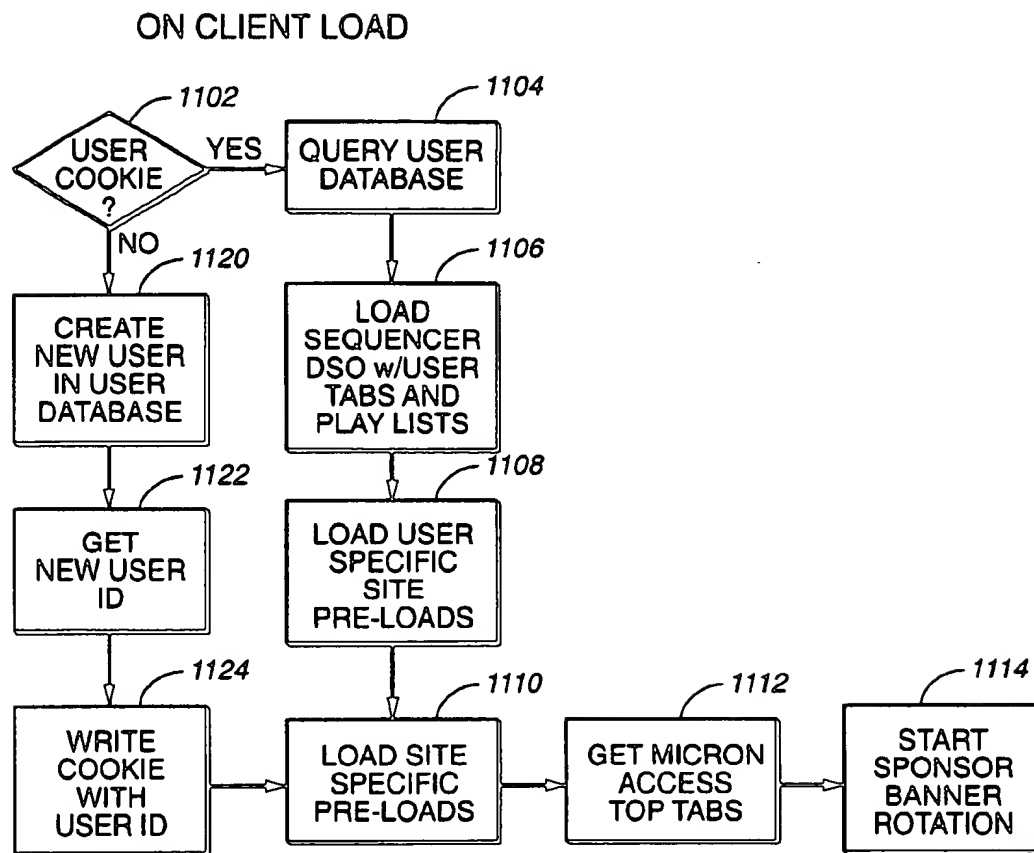 ON CLIENT LOAD
1102
USER
COOKIE
?
YES
NO
1104
QUERY USER
DATABASE
1120
CREATE
NEW USER
IN USER
DATABASE
1106
LOAD
SEQUENCER
DSO w/USER
TABS AND
PLAY LISTS
1122
GET
NEW USER
ID
1108
LOAD USER
SPECIFIC
SITE
PRE-LOADS
1124
WRITE
COOKIE
WITH
USER ID
1110
LOAD SITE
SPECIFIC
PRE-LOADS
1112
GET MICRON
ACCESS
TOP TABS
1114
START
SPONSOR
BANNER
ROTATION